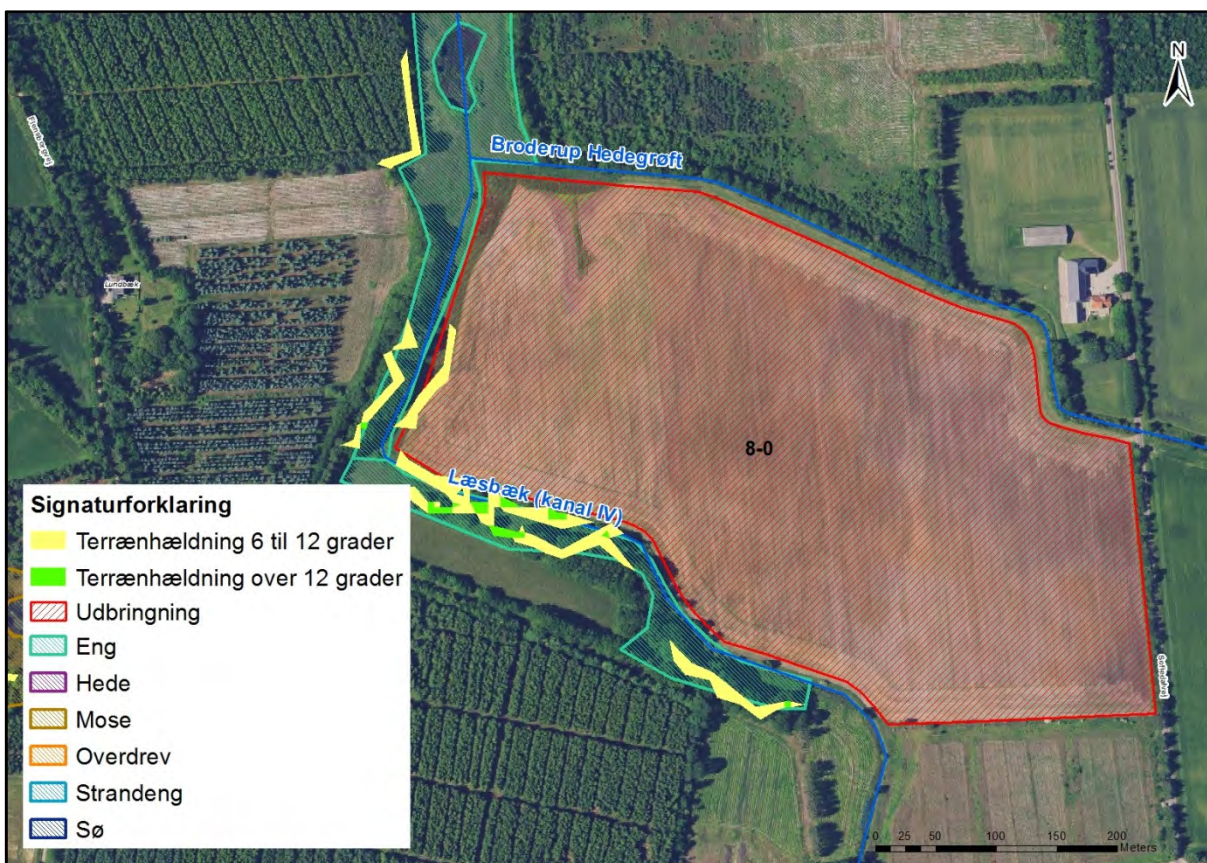 N
Broderup Hedegrøft
Lundbæk
8-0
Læsbæk (kanal IV)
Signaturforklaring
Terrænhældning 6 til 12 grader
Terrænhældning over 12 grader
Udbringning
Eng
Hede
Mose
Overdrev
Strandeng
Sø
0 25 50 100 150 200
Meters